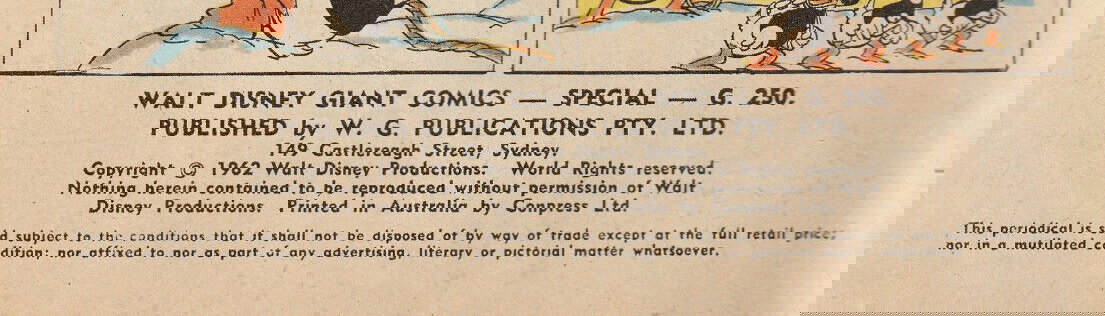 WALT DISNEY GIANT COMICS — SPECIAL — G. 250.
PUBLISHED by W. G. PUBLICATIONS PTY. LTD.
149 Castlereagh Street, Sydney.
Copyright © 1962 Walt Disney Productions. World Rights reserved.
Nothing herein contained to be reproduced without permission of Walt
Disney Productions. Printed in Australia by Conpress Ltd.
d subject to the conditions that it shall not be disposed of by way of trade except at the full retail price;
dition; nor affixed to nor as part of any advertising, literary or pictorial matter whatsoever.
This periodical is s
nor in a mutilated co